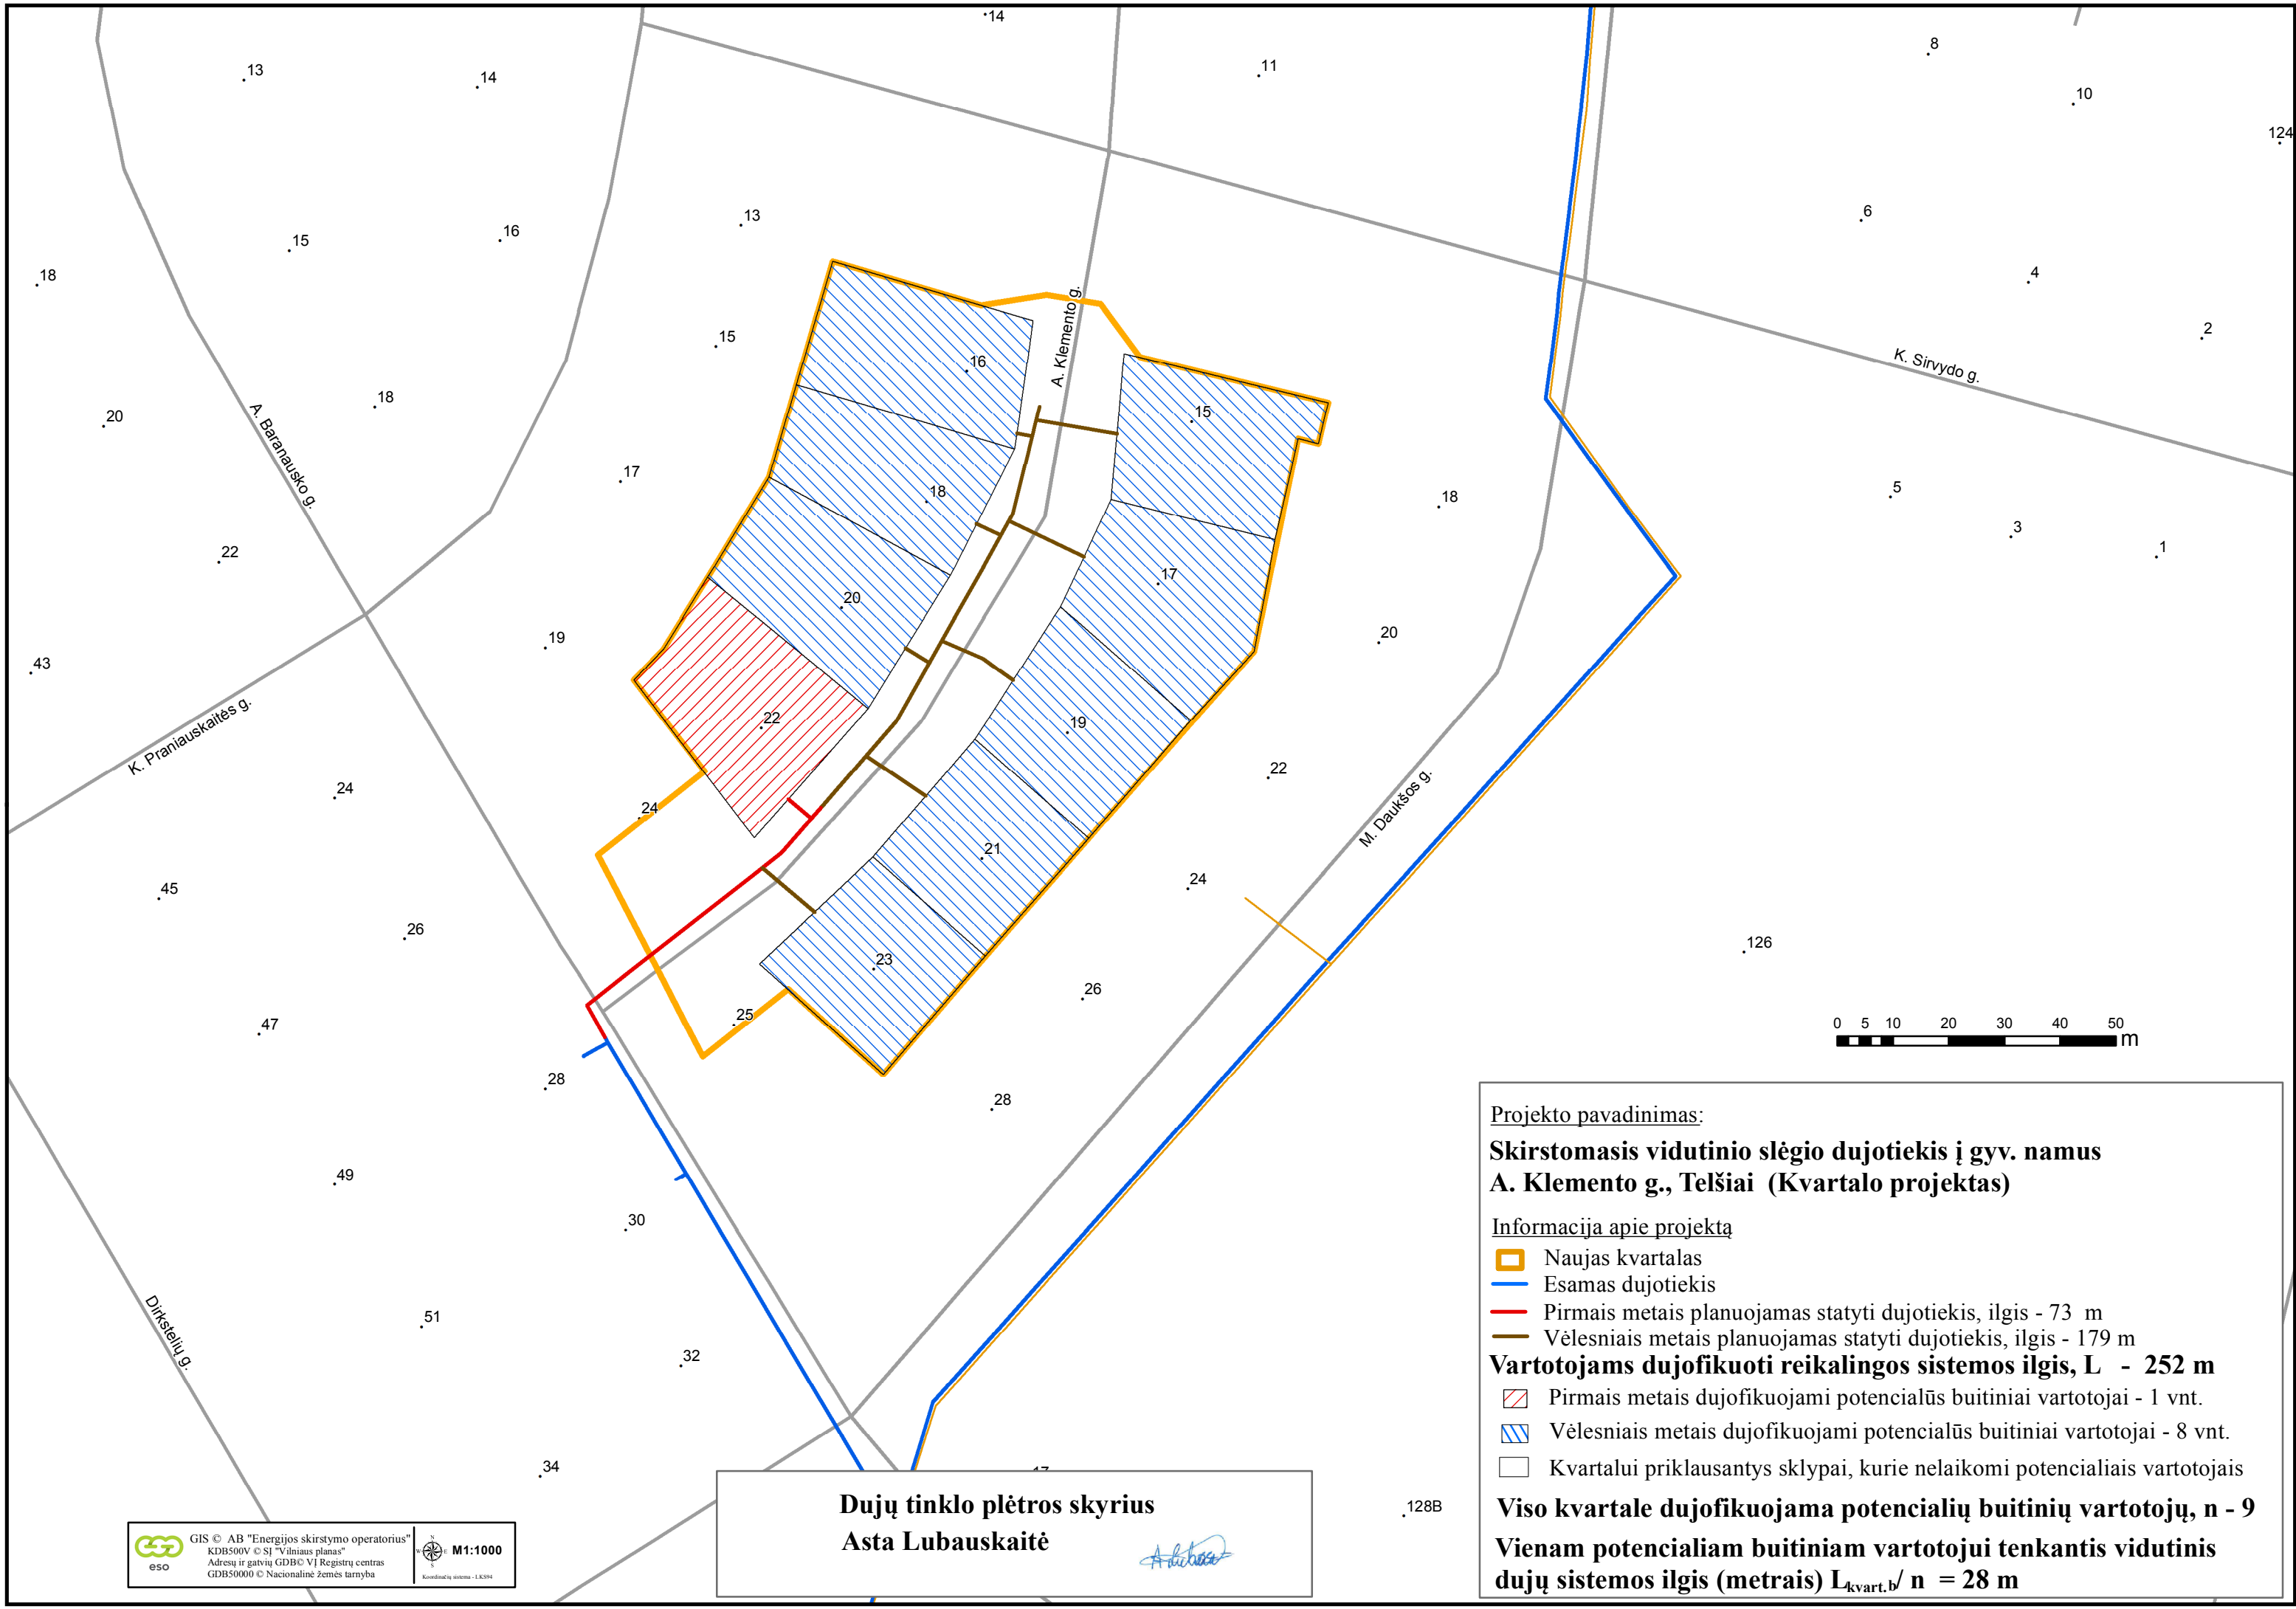 14
13
14
11
8
10
124
15
16
13
6
18
4
15
16
2
K. Sirvydo g.
A. Klemento g.
20
18
A. Baranausko g.
15
17
18
18
5
3
1
22
17
20
19
20
43
22
19
K. Praniauskaitės g.
22
24
24
M. Daukšos g.
21
24
45
26
23
126
26
47
25
28
28
49
30
51
Dirkstelių g.
32
34
128B
0 5 10 20 30 40 50 m
Projekto pavadinimas:
Skirstomasis vidutinio slėgio dujotiekis į gyv. namus
A. Klemento g., Telšiai (Kvartalo projektas)
Informacija apie projektą
Naujas kvartalas
Esamas dujotiekis
Pirmais metais planuojamas statyti dujotiekis, ilgis - 73 m
Vėlesniais metais planuojamas statyti dujotiekis, ilgis - 179 m
Vartotojams dujofikuoti reikalingos sistemos ilgis, L - 252 m
Pirmais metais dujofikuojami potencialūs buitiniai vartotojai - 1 vnt.
Vėlesniais metais dujofikuojami potencialūs buitiniai vartotojai - 8 vnt.
Kvartalui priklausantys sklypai, kurie nelaikomi potencialiais vartotojais
Viso kvartale dujofikuojama potencialių buitinių vartotojų, n - 9
Vienam potencialiam buitiniam vartotojui tenkantis vidutinis
dujų sistemos ilgis (metrais) Lkvart.b/ n = 28 m
Dujų tinklo plėtros skyrius
Asta Lubauskaitė
eso
GIS © AB "Energijos skirstymo operatorius"
KDB500V © SĮ "Vilniaus planas"
Adresų ir gatvių GDB© VĮ Registrų centras
GDB50000 © Nacionalinė žemės tarnyba
N
W E
S
M1:1000
Koordinačių sistema - LKS94